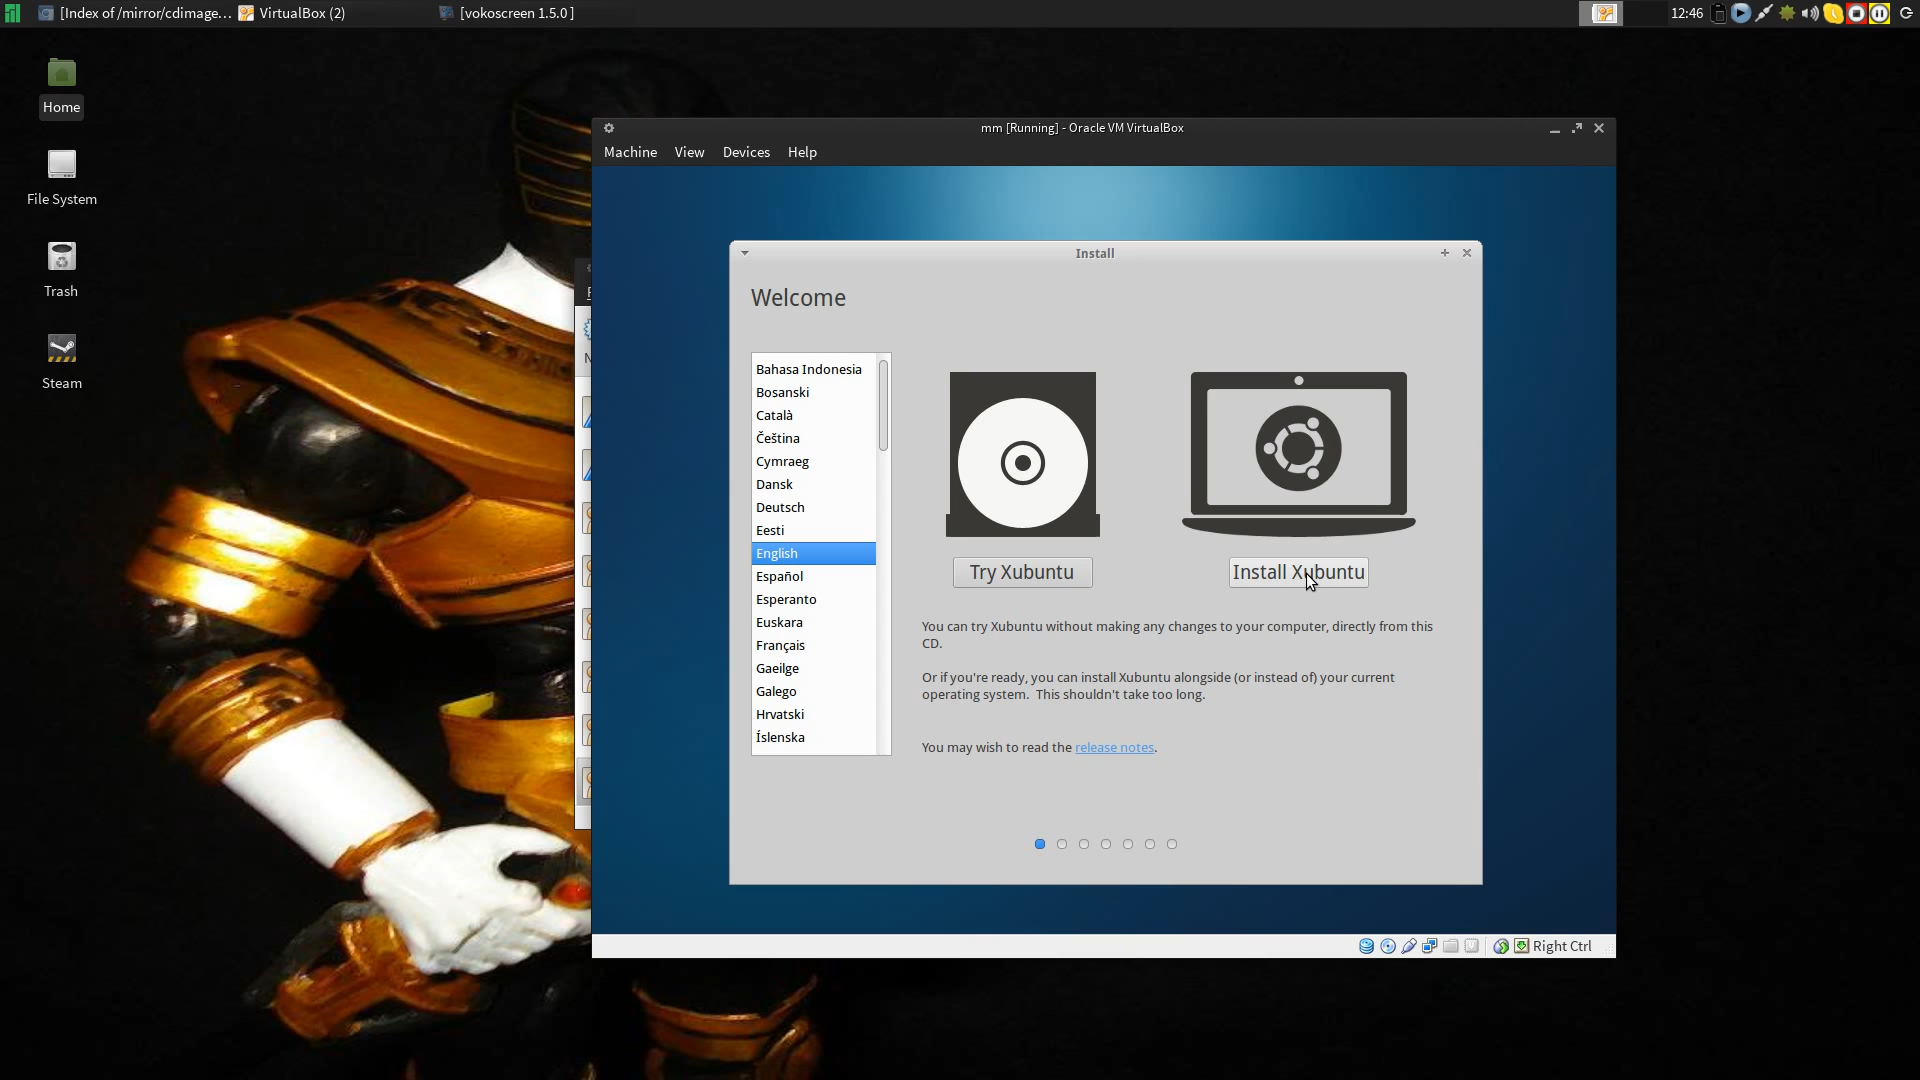 [Index of /mirror/cdimage...
VirtualBox (2)
[vokoscreen 1.5.0 ]
12:46
Home
File System
Trash
Steam
mm [Running] - Oracle VM VirtualBox
Machine View Devices Help
Install
Welcome
Bahasa Indonesia
Bosanski
Català
Čeština
Cymraeg
Dansk
Deutsch
Eesti
English
Español
Esperanto
Euskara
Français
Gaeilge
Galego
Hrvatski
Íslenska
Try Xubuntu
Install Xubuntu
You can try Xubuntu without making any changes to your computer, directly from this
CD.
Or if you're ready, you can install Xubuntu alongside (or instead of) your current
operating system.  This shouldn't take too long.
You may wish to read the release notes.
Right Ctrl